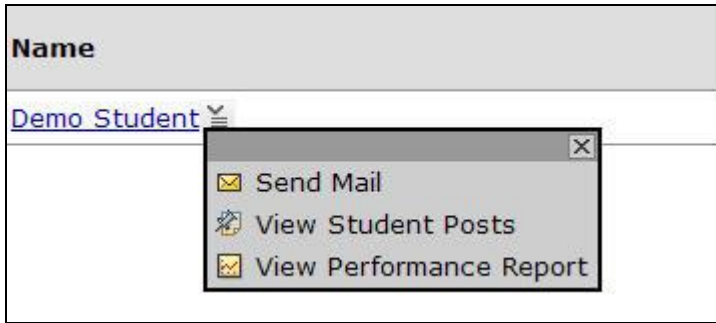 Name
Demo Student
Send Mail
View Student Posts
View Performance Report